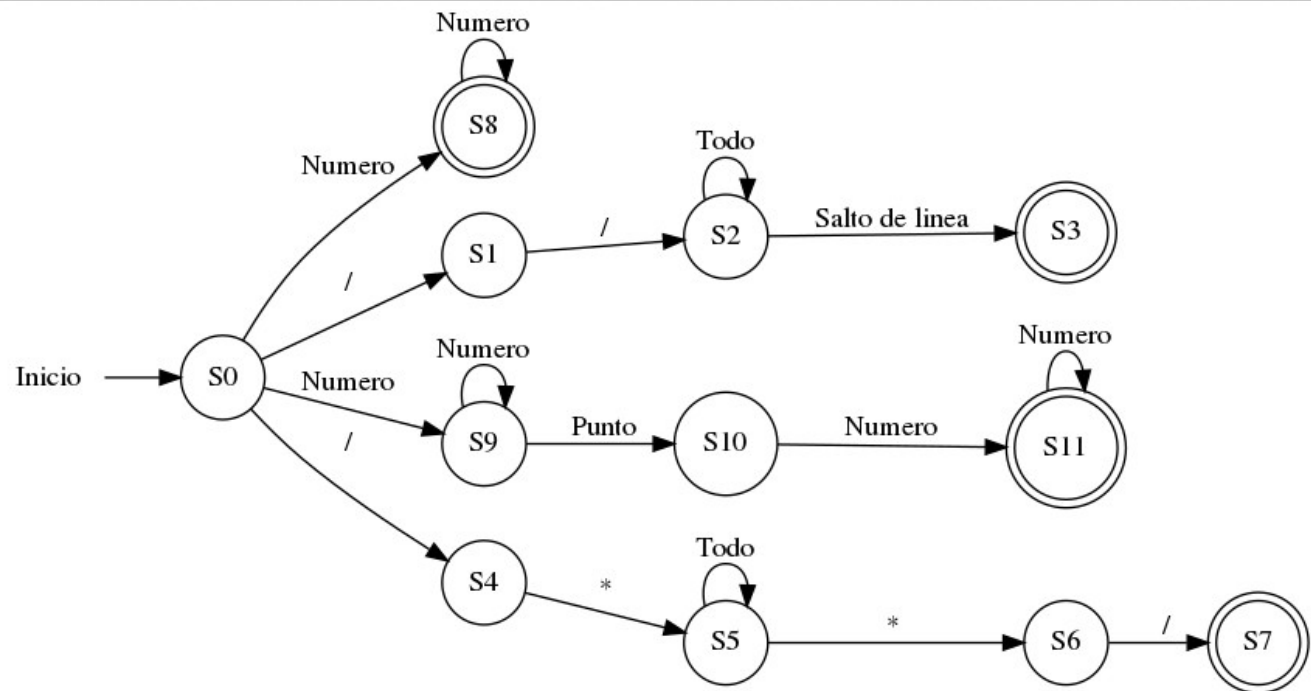 Numero
S8
Numero
Todo
/
S1
/
S2
Salto de linea
S3
Inicio
S0
Numero
Numero
S9
Punto
S10
Numero
Numero
S11
/
S4
*
Todo
S5
*
S6
/
S7